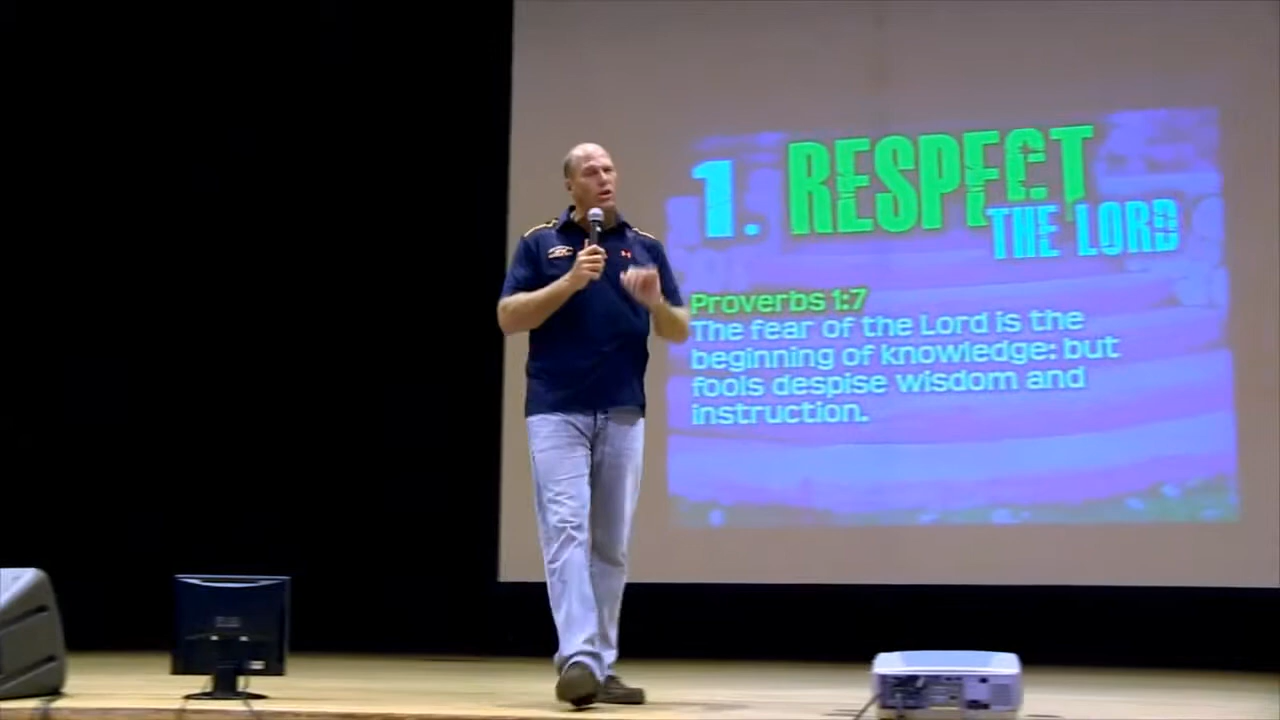 1. RESPECT
THE LORD
Proverbs 1:7
The fear of the Lord is the
beginning of knowledge: but
fools despise wisdom and
instruction.